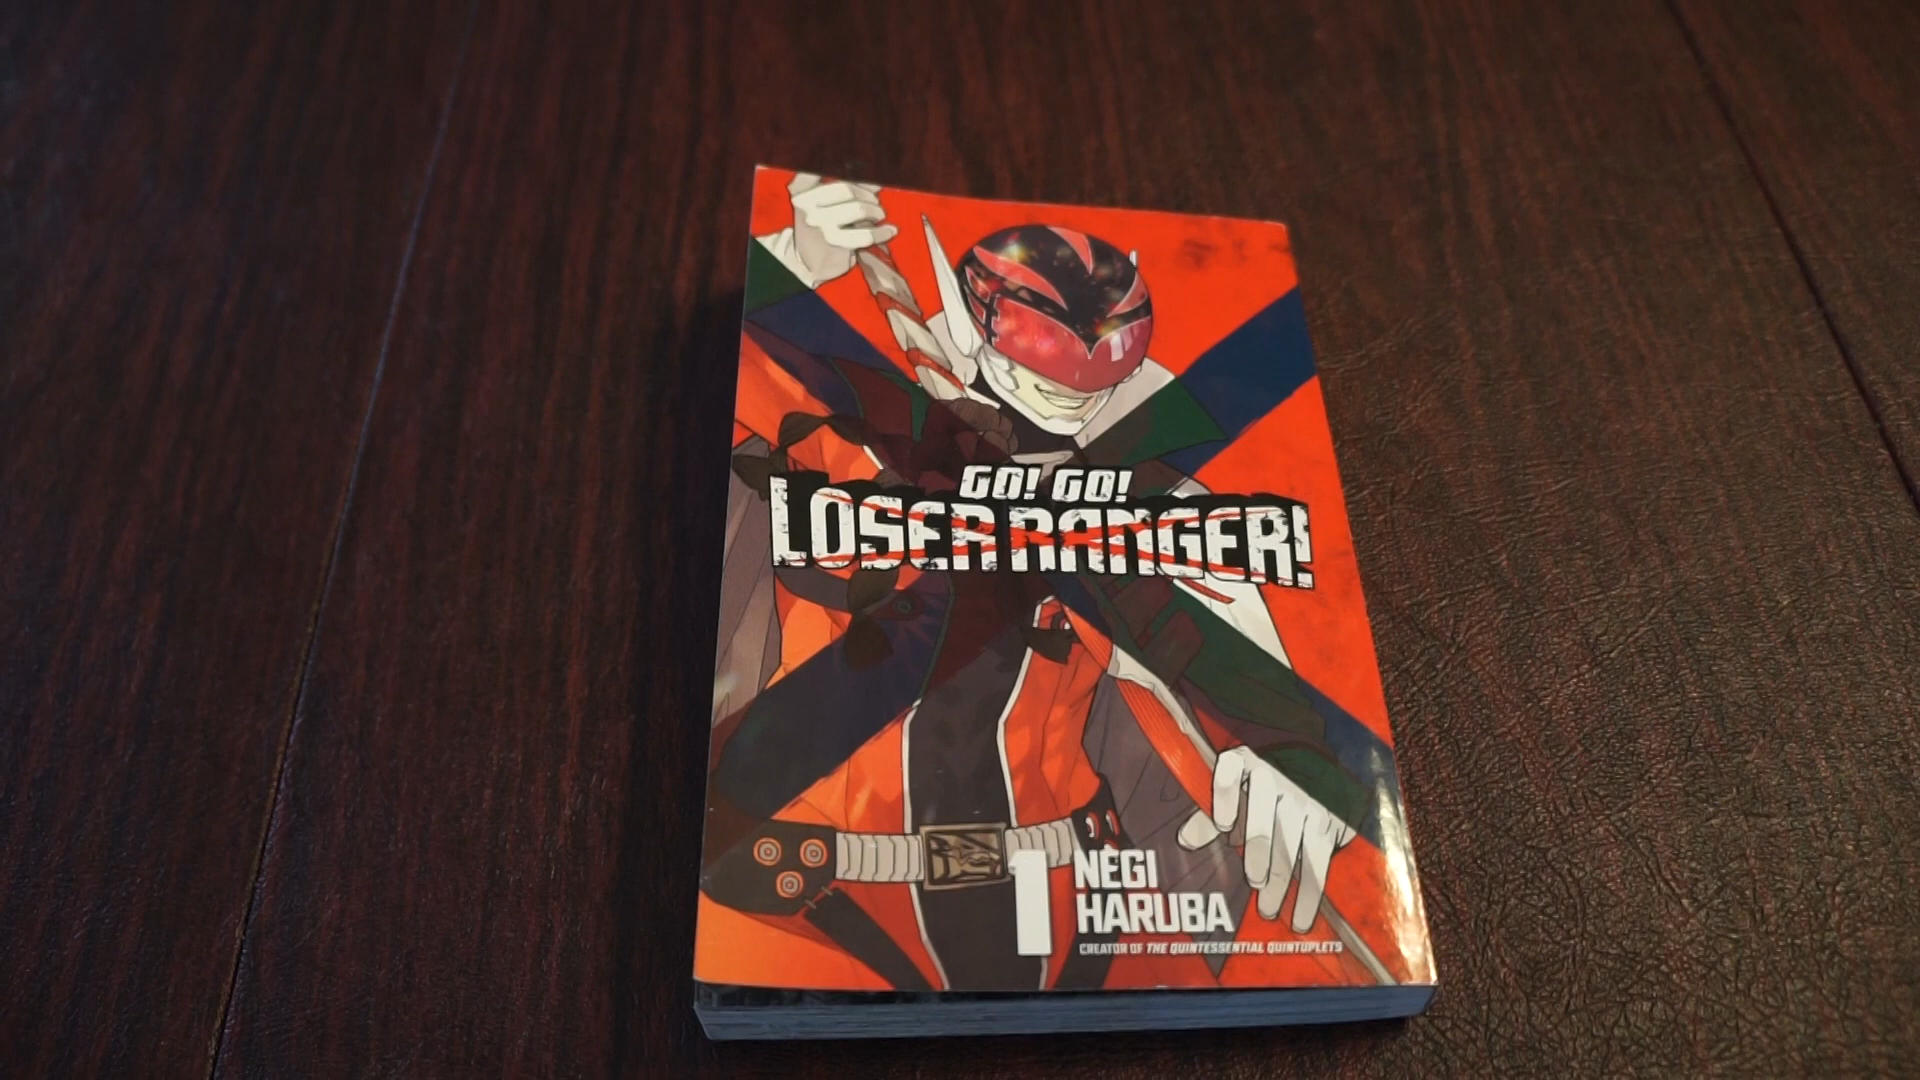 GO! GO!
LOSER RANGER!
1
NEGI
HARUBA
CREATOR OF THE QUINTESSENTIAL QUINTUPLETS